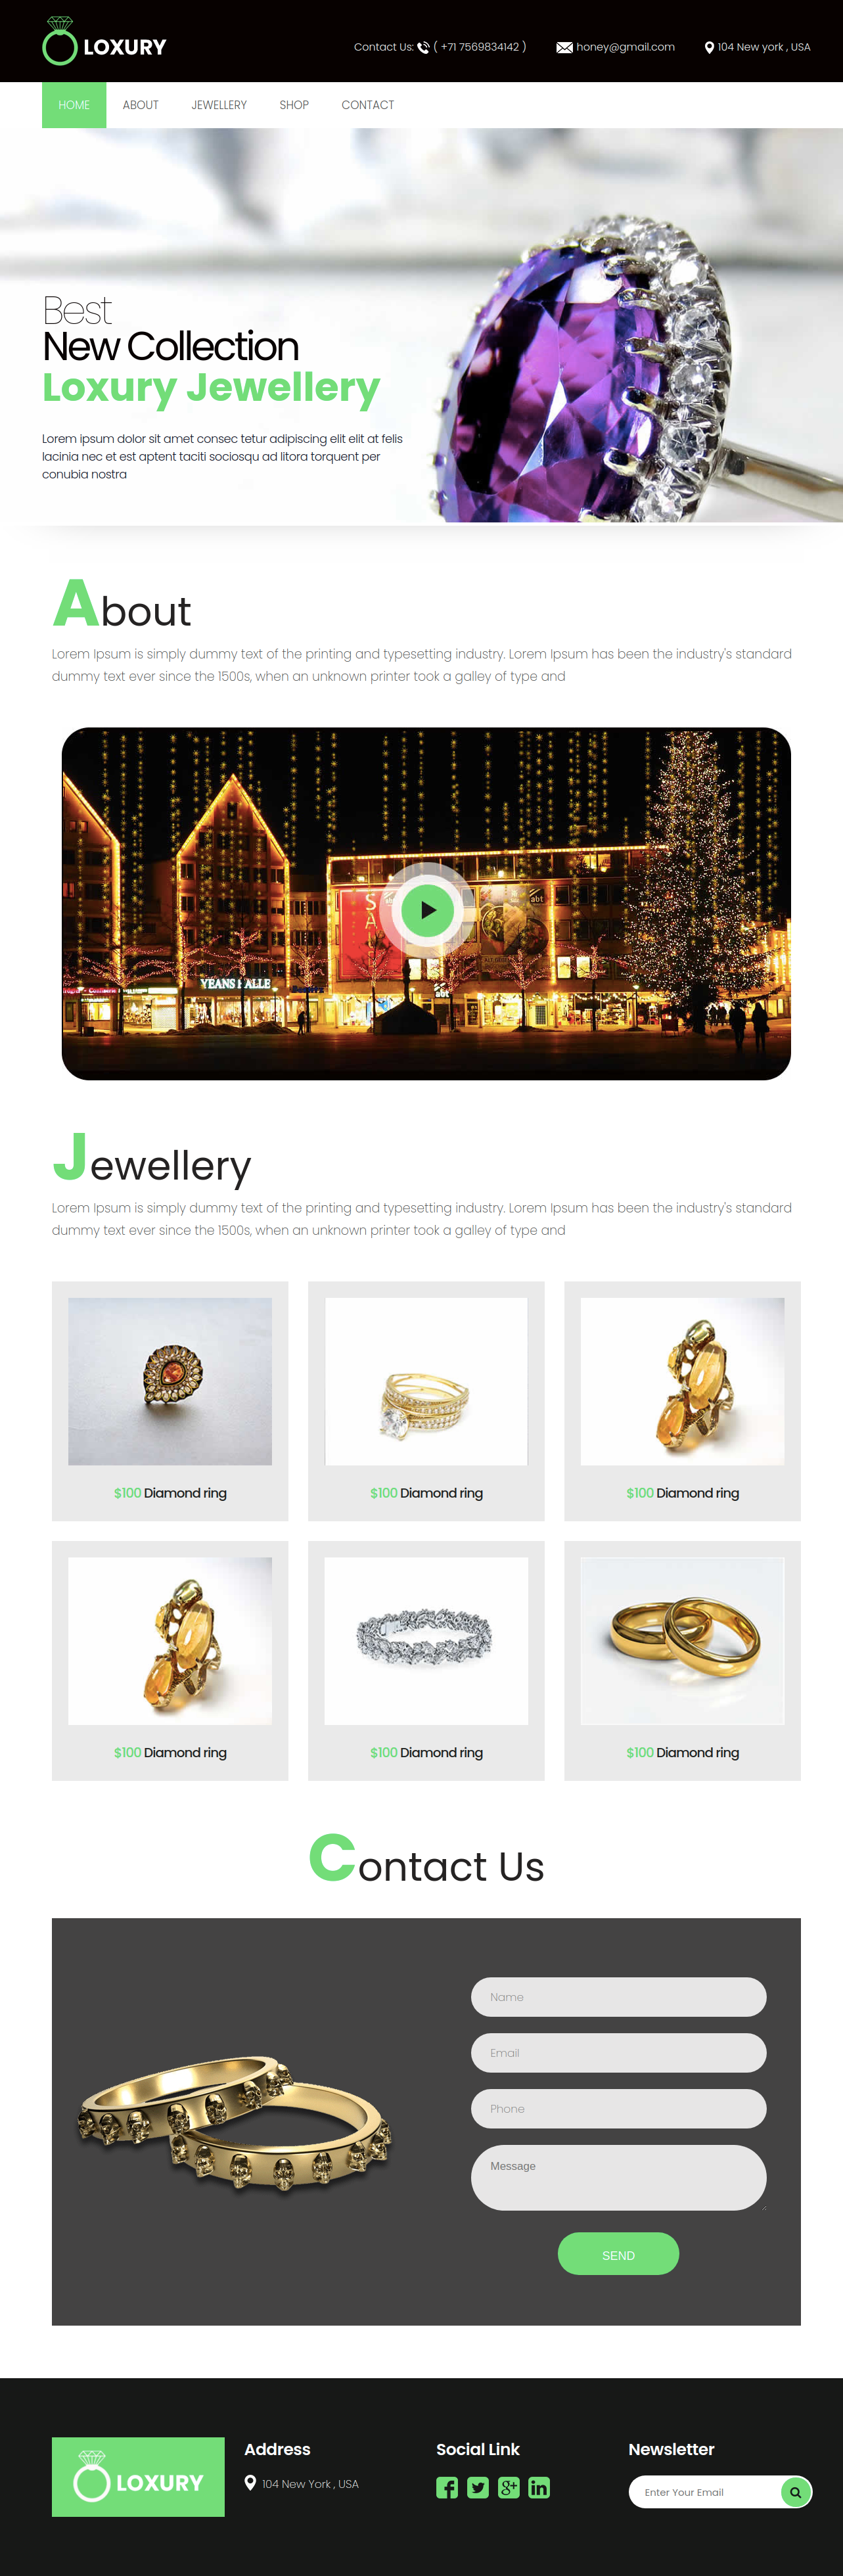 LOXURY
Contact Us: ( +71 7569834142 )
honey@gmail.com
104 New york , USA
HOME
ABOUT
JEWELLERY
SHOP
CONTACT
Best
New Collection
Loxury Jewellery
Lorem ipsum dolor sit amet consec tetur adipiscing elit elit at felis
lacinia nec et est aptent taciti sociosqu ad litora torquent per
conubia nostra
About
Lorem Ipsum is simply dummy text of the printing and typesetting industry. Lorem Ipsum has been the industry's standard
dummy text ever since the 1500s, when an unknown printer took a galley of type and
SA
abt
YEANS HALLE
abt
Jewellery
Lorem Ipsum is simply dummy text of the printing and typesetting industry. Lorem Ipsum has been the industry's standard
dummy text ever since the 1500s, when an unknown printer took a galley of type and
$100 Diamond ring
$100 Diamond ring
$100 Diamond ring
$100 Diamond ring
$100 Diamond ring
$100 Diamond ring
Contact Us
Name
Email
Phone
Message
SEND
LOXURY
Address
104 New York , USA
Social Link
Newsletter
Enter Your Email